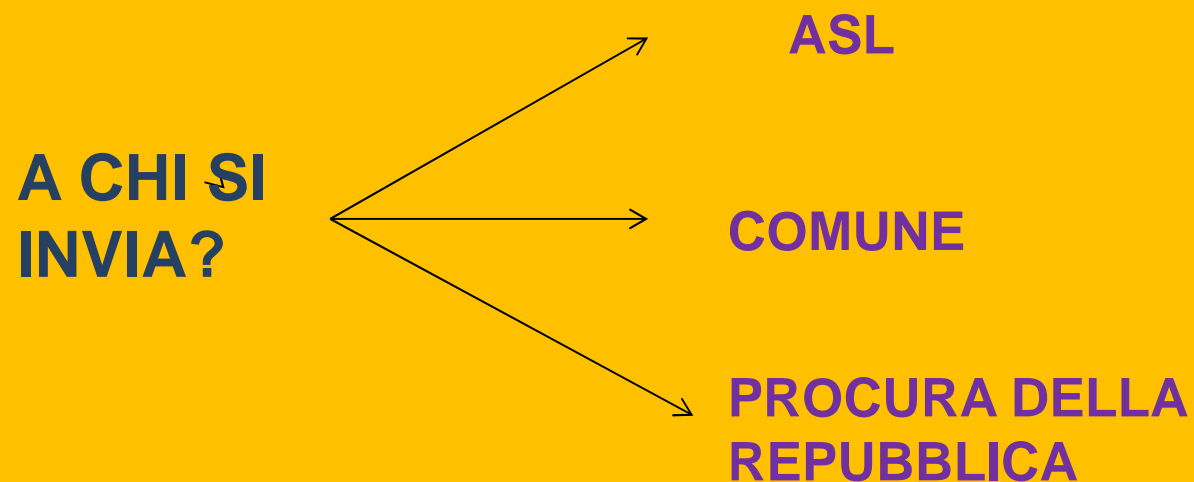 A CHI SI
INVIA?
ASL
COMUNE
PROCURA DELLA
REPUBBLICA